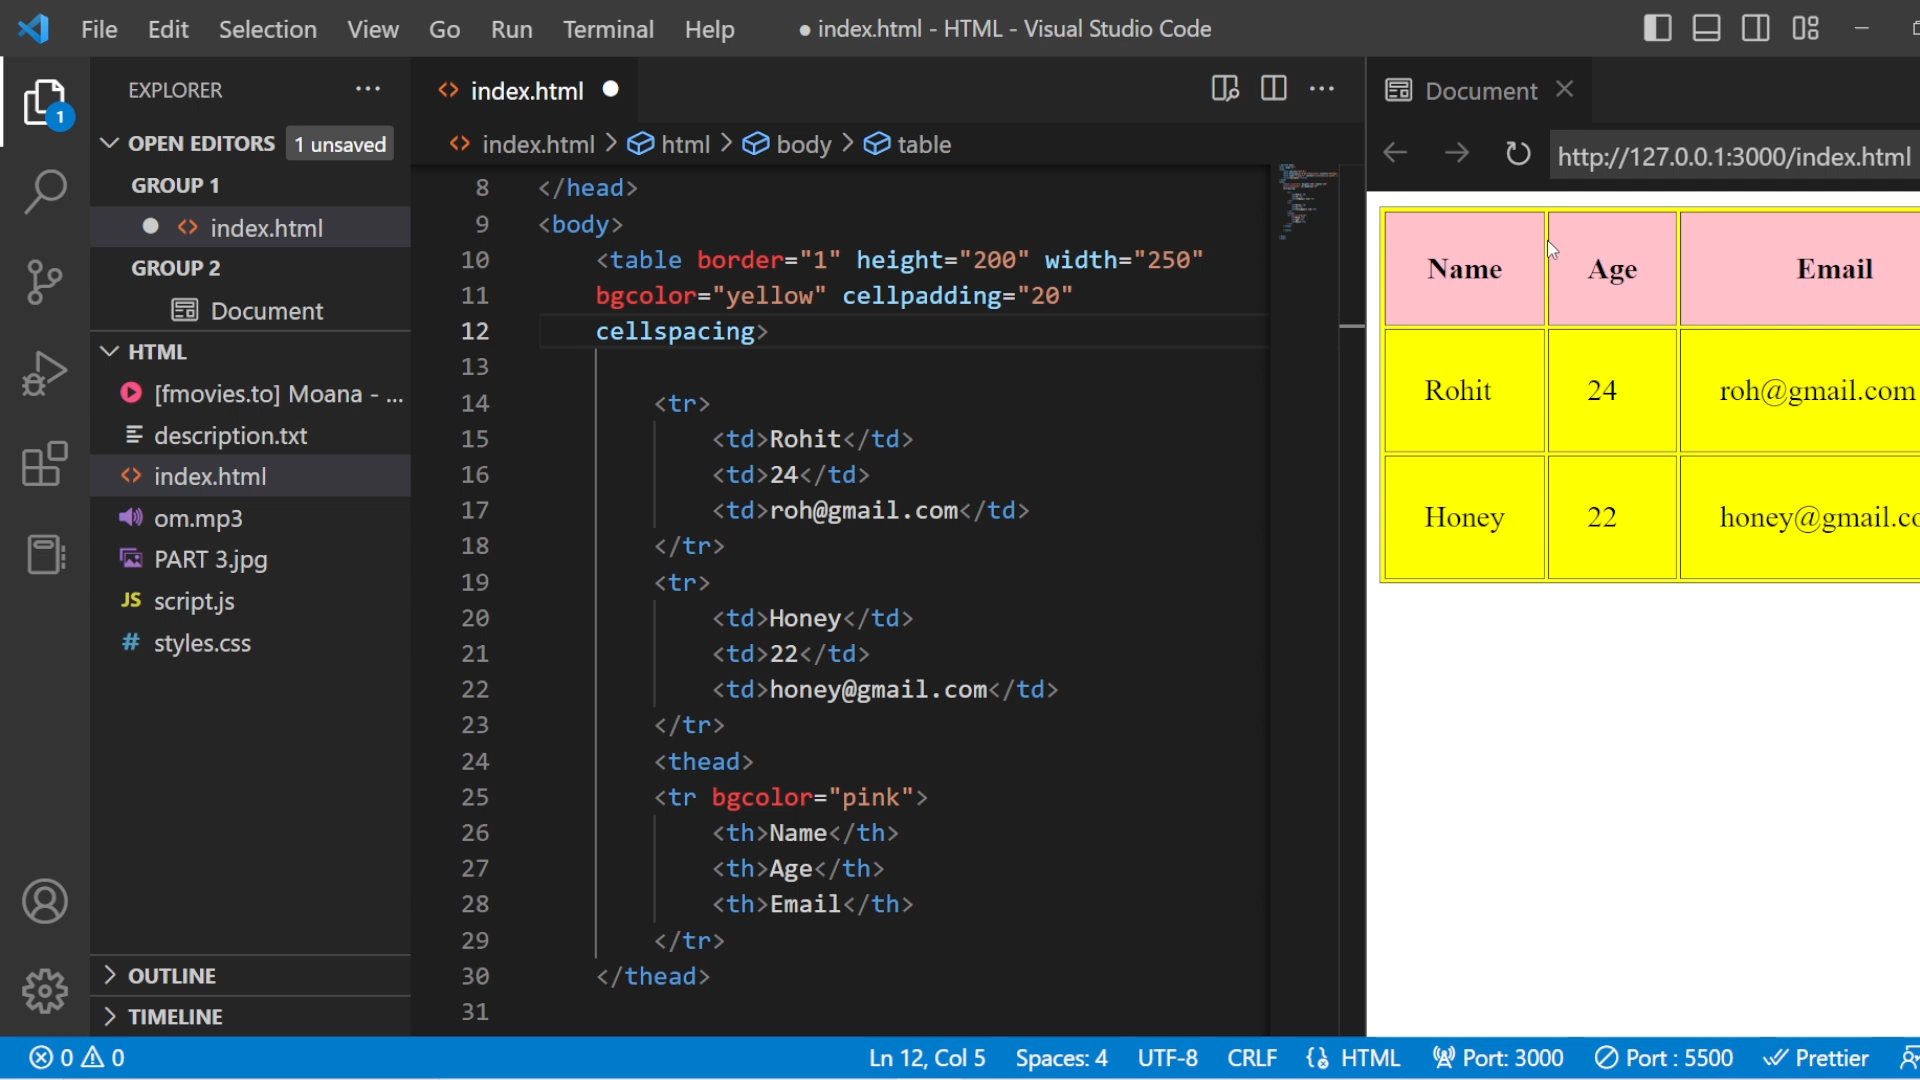 File Edit Selection View Go Run Terminal Help ● index.html - HTML - Visual Studio Code
EXPLORER ···
OPEN EDITORS 1 unsaved
GROUP 1
index.html
GROUP 2
Document
HTML
[fmovies.to] Moana - ...
description.txt
index.html
om.mp3
PART 3.jpg
JS script.js
# styles.css
OUTLINE
TIMELINE
1
<> index.html ●
<> index.html > html > body > table
8 </head>
9 <body>
10 <table border="1" height="200" width="250"
11 bgcolor="yellow" cellpadding="20"
12 cellspacing>
13
14 <tr>
15 <td>Rohit</td>
16 <td>24</td>
17 <td>roh@gmail.com</td>
18 </tr>
19 <tr>
20 <td>Honey</td>
21 <td>22</td>
22 <td>honey@gmail.com</td>
23 </tr>
24 <thead>
25 <tr bgcolor="pink">
26 <th>Name</th>
27 <th>Age</th>
28 <th>Email</th>
29 </tr>
30 </thead>
31
Document
http://127.0.0.1:3000/index.html
Name Age Email
Rohit 24 roh@gmail.com
Honey 22 honey@gmail.co
0 0 Ln 12, Col 5 Spaces: 4 UTF-8 CRLF HTML Port: 3000 Port : 5500 Prettier